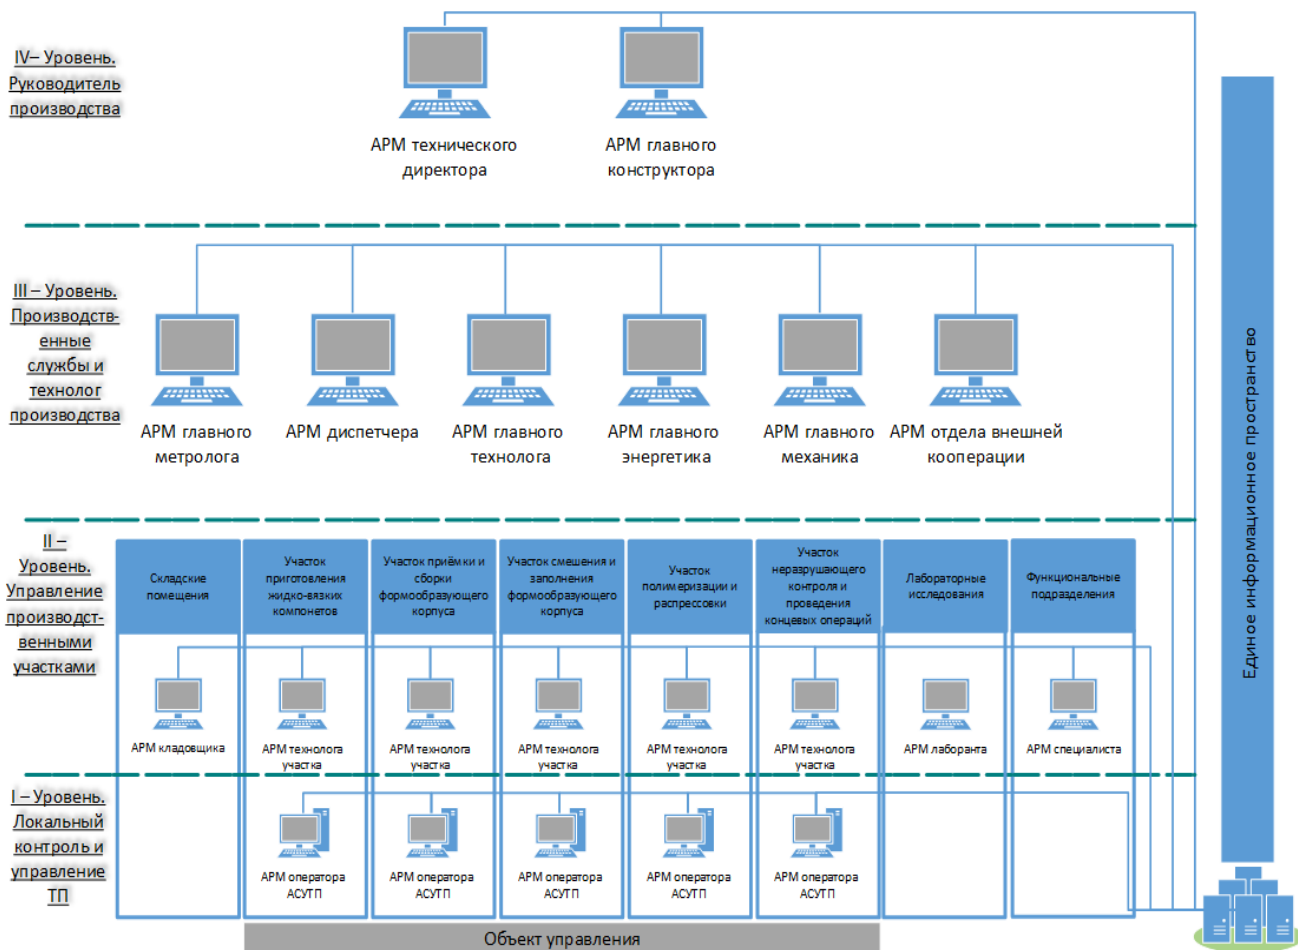 IV– Уровень.
Руководитель
производства
АРМ технического
директора
АРМ главного
конструктора
III – Уровень.
Производств-
енные
службы и
технолог
производства
АРМ главного
метролога
АРМ диспетчера
АРМ главного
технолога
АРМ главного
энергетика
АРМ главного
механика
АРМ отдела внешней
кооперации
II –
Уровень.
Управление
производст-
венными
участками
Складские
помещения
Участок
приготовления
жидко-вязких
компонетов
Участок приёмки и
сборки
формообразующего
корпуса
Участок смешения и
заполнения
формообразующего
корпуса
Участок
полимеризации и
распрессовки
Участок
неразрушающего
контроля и
проведения
концевых операций
Лабораторные
исследования
Функциональные
подразделения
АРМ кладовщика
АРМ технолога
участка
АРМ технолога
участка
АРМ технолога
участка
АРМ технолога
участка
АРМ технолога
участка
АРМ лаборанта
АРМ специалиста
I – Уровень.
Локальный
контроль и
управление
ТП
АРМ оператора
АСУТП
АРМ оператора
АСУТП
АРМ оператора
АСУТП
АРМ оператора
АСУТП
АРМ оператора
АСУТП
Объект управления
Единое информационное пространство